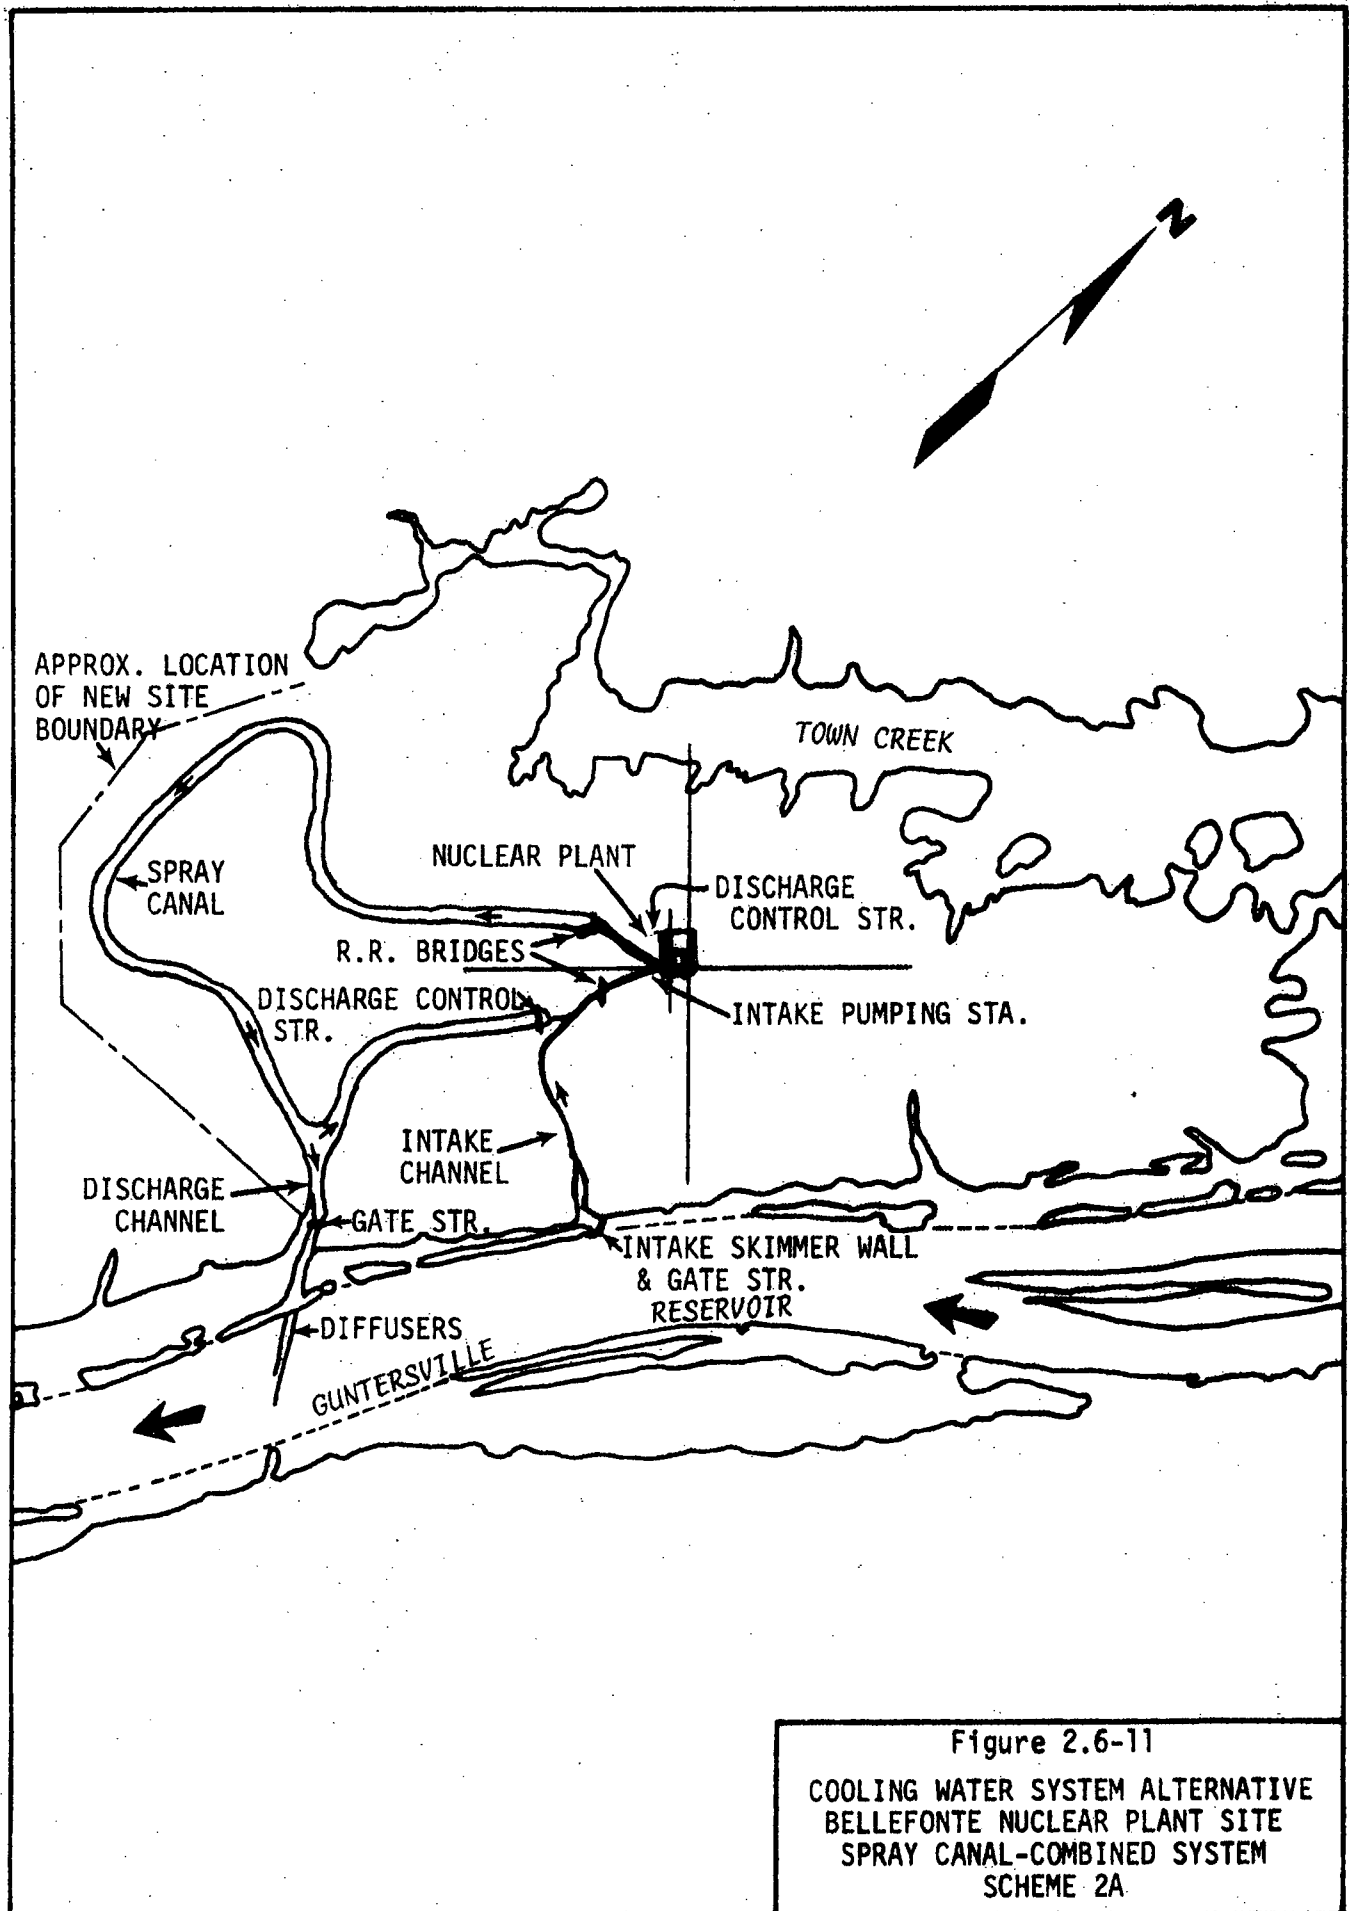 N
APPROX. LOCATION
OF NEW SITE
BOUNDARY
TOWN CREEK
SPRAY
CANAL
NUCLEAR PLANT
DISCHARGE
CONTROL STR.
R.R. BRIDGES
DISCHARGE CONTROL
STR.
INTAKE PUMPING STA.
INTAKE
CHANNEL
DISCHARGE
CHANNEL
GATE STR.
INTAKE SKIMMER WALL
& GATE STR.
RESERVOIR
DIFFUSERS
GUNTERSVILLE
Figure 2.6-11
COOLING WATER SYSTEM ALTERNATIVE
BELLEFONTE NUCLEAR PLANT SITE
SPRAY CANAL-COMBINED SYSTEM
SCHEME 2A